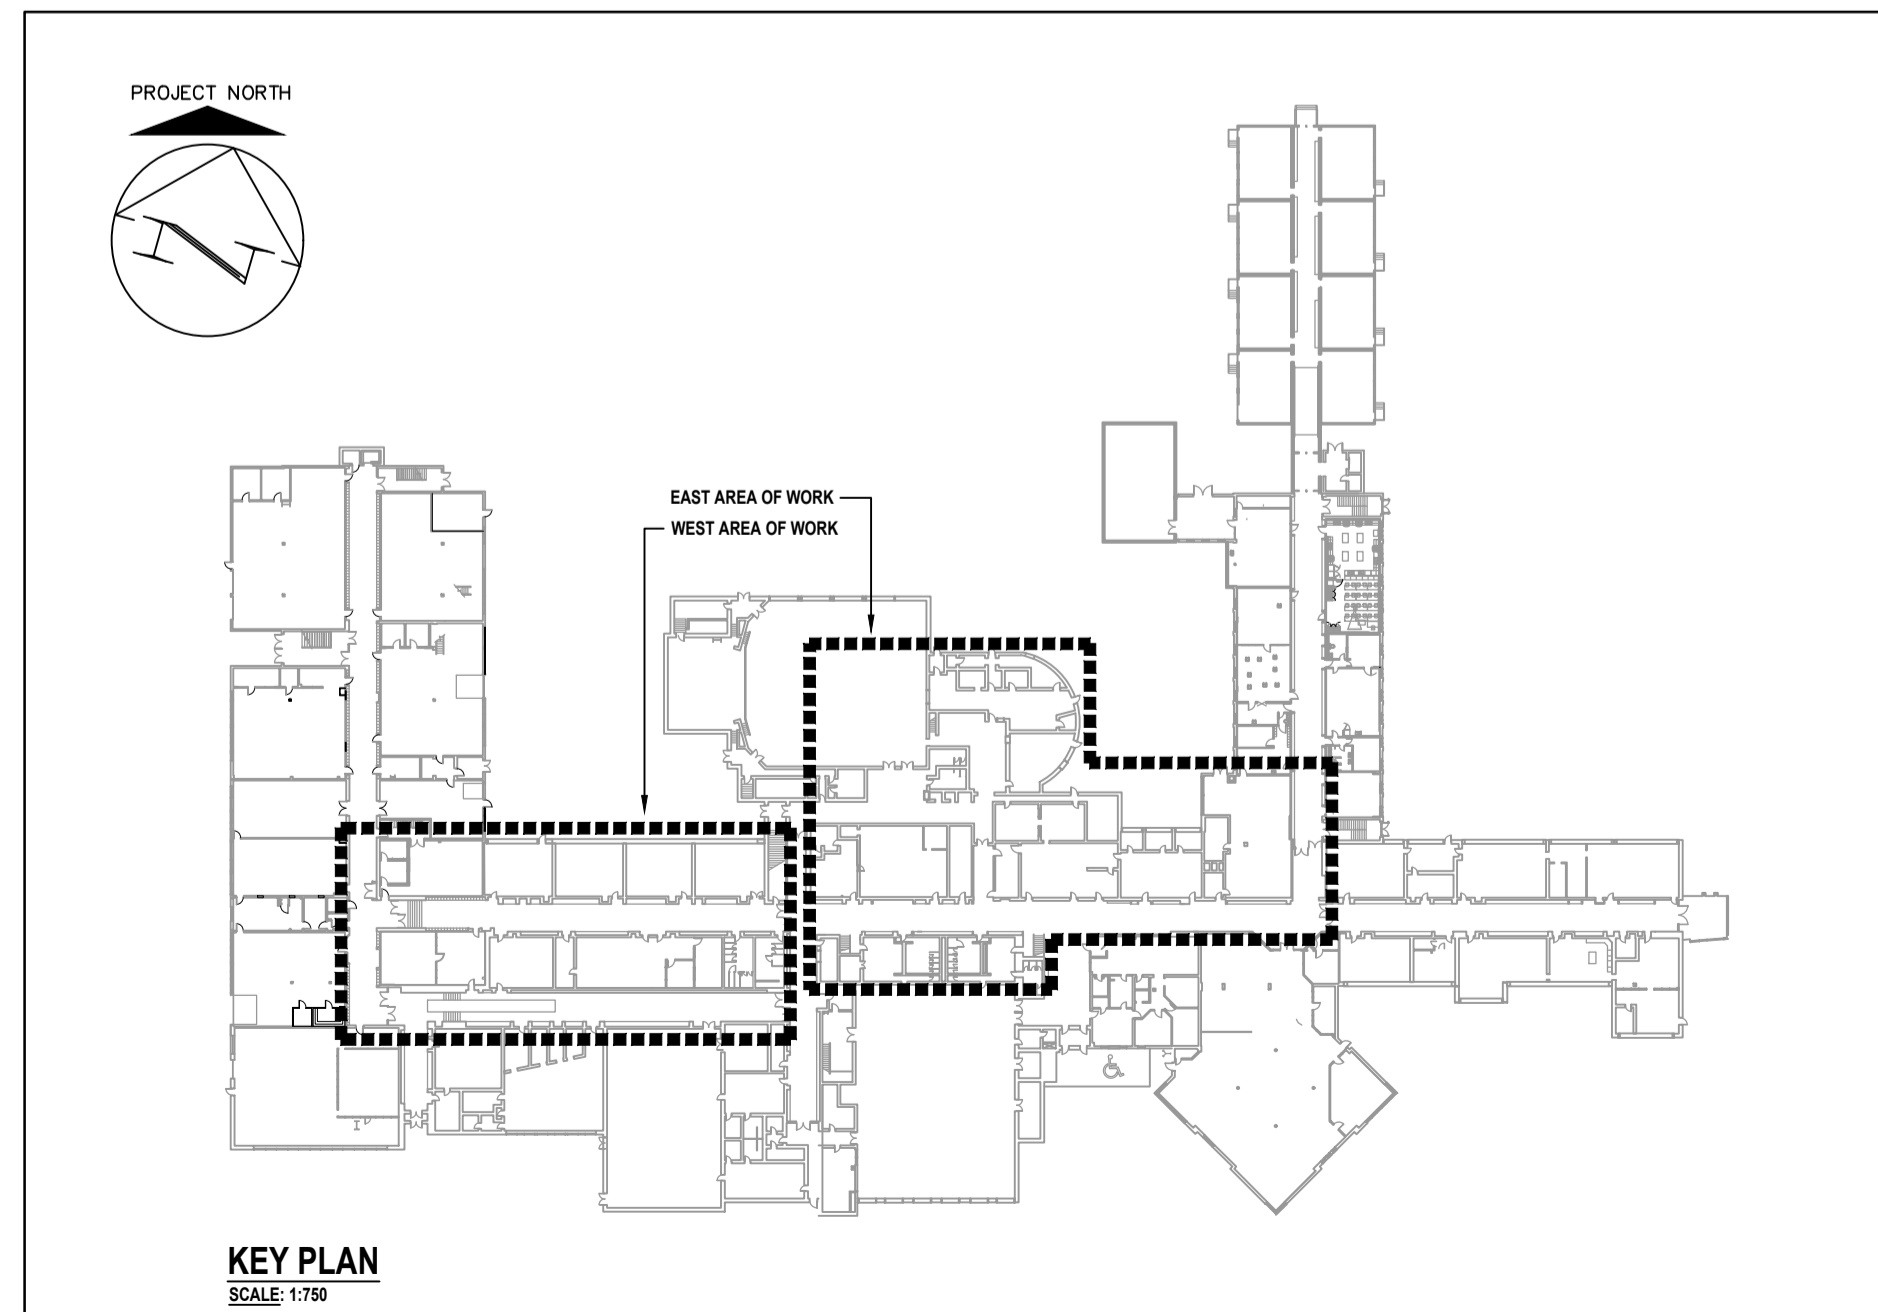 PROJECT NORTH
N
EAST AREA OF WORK
WEST AREA OF WORK
KEY PLAN
SCALE: 1:750